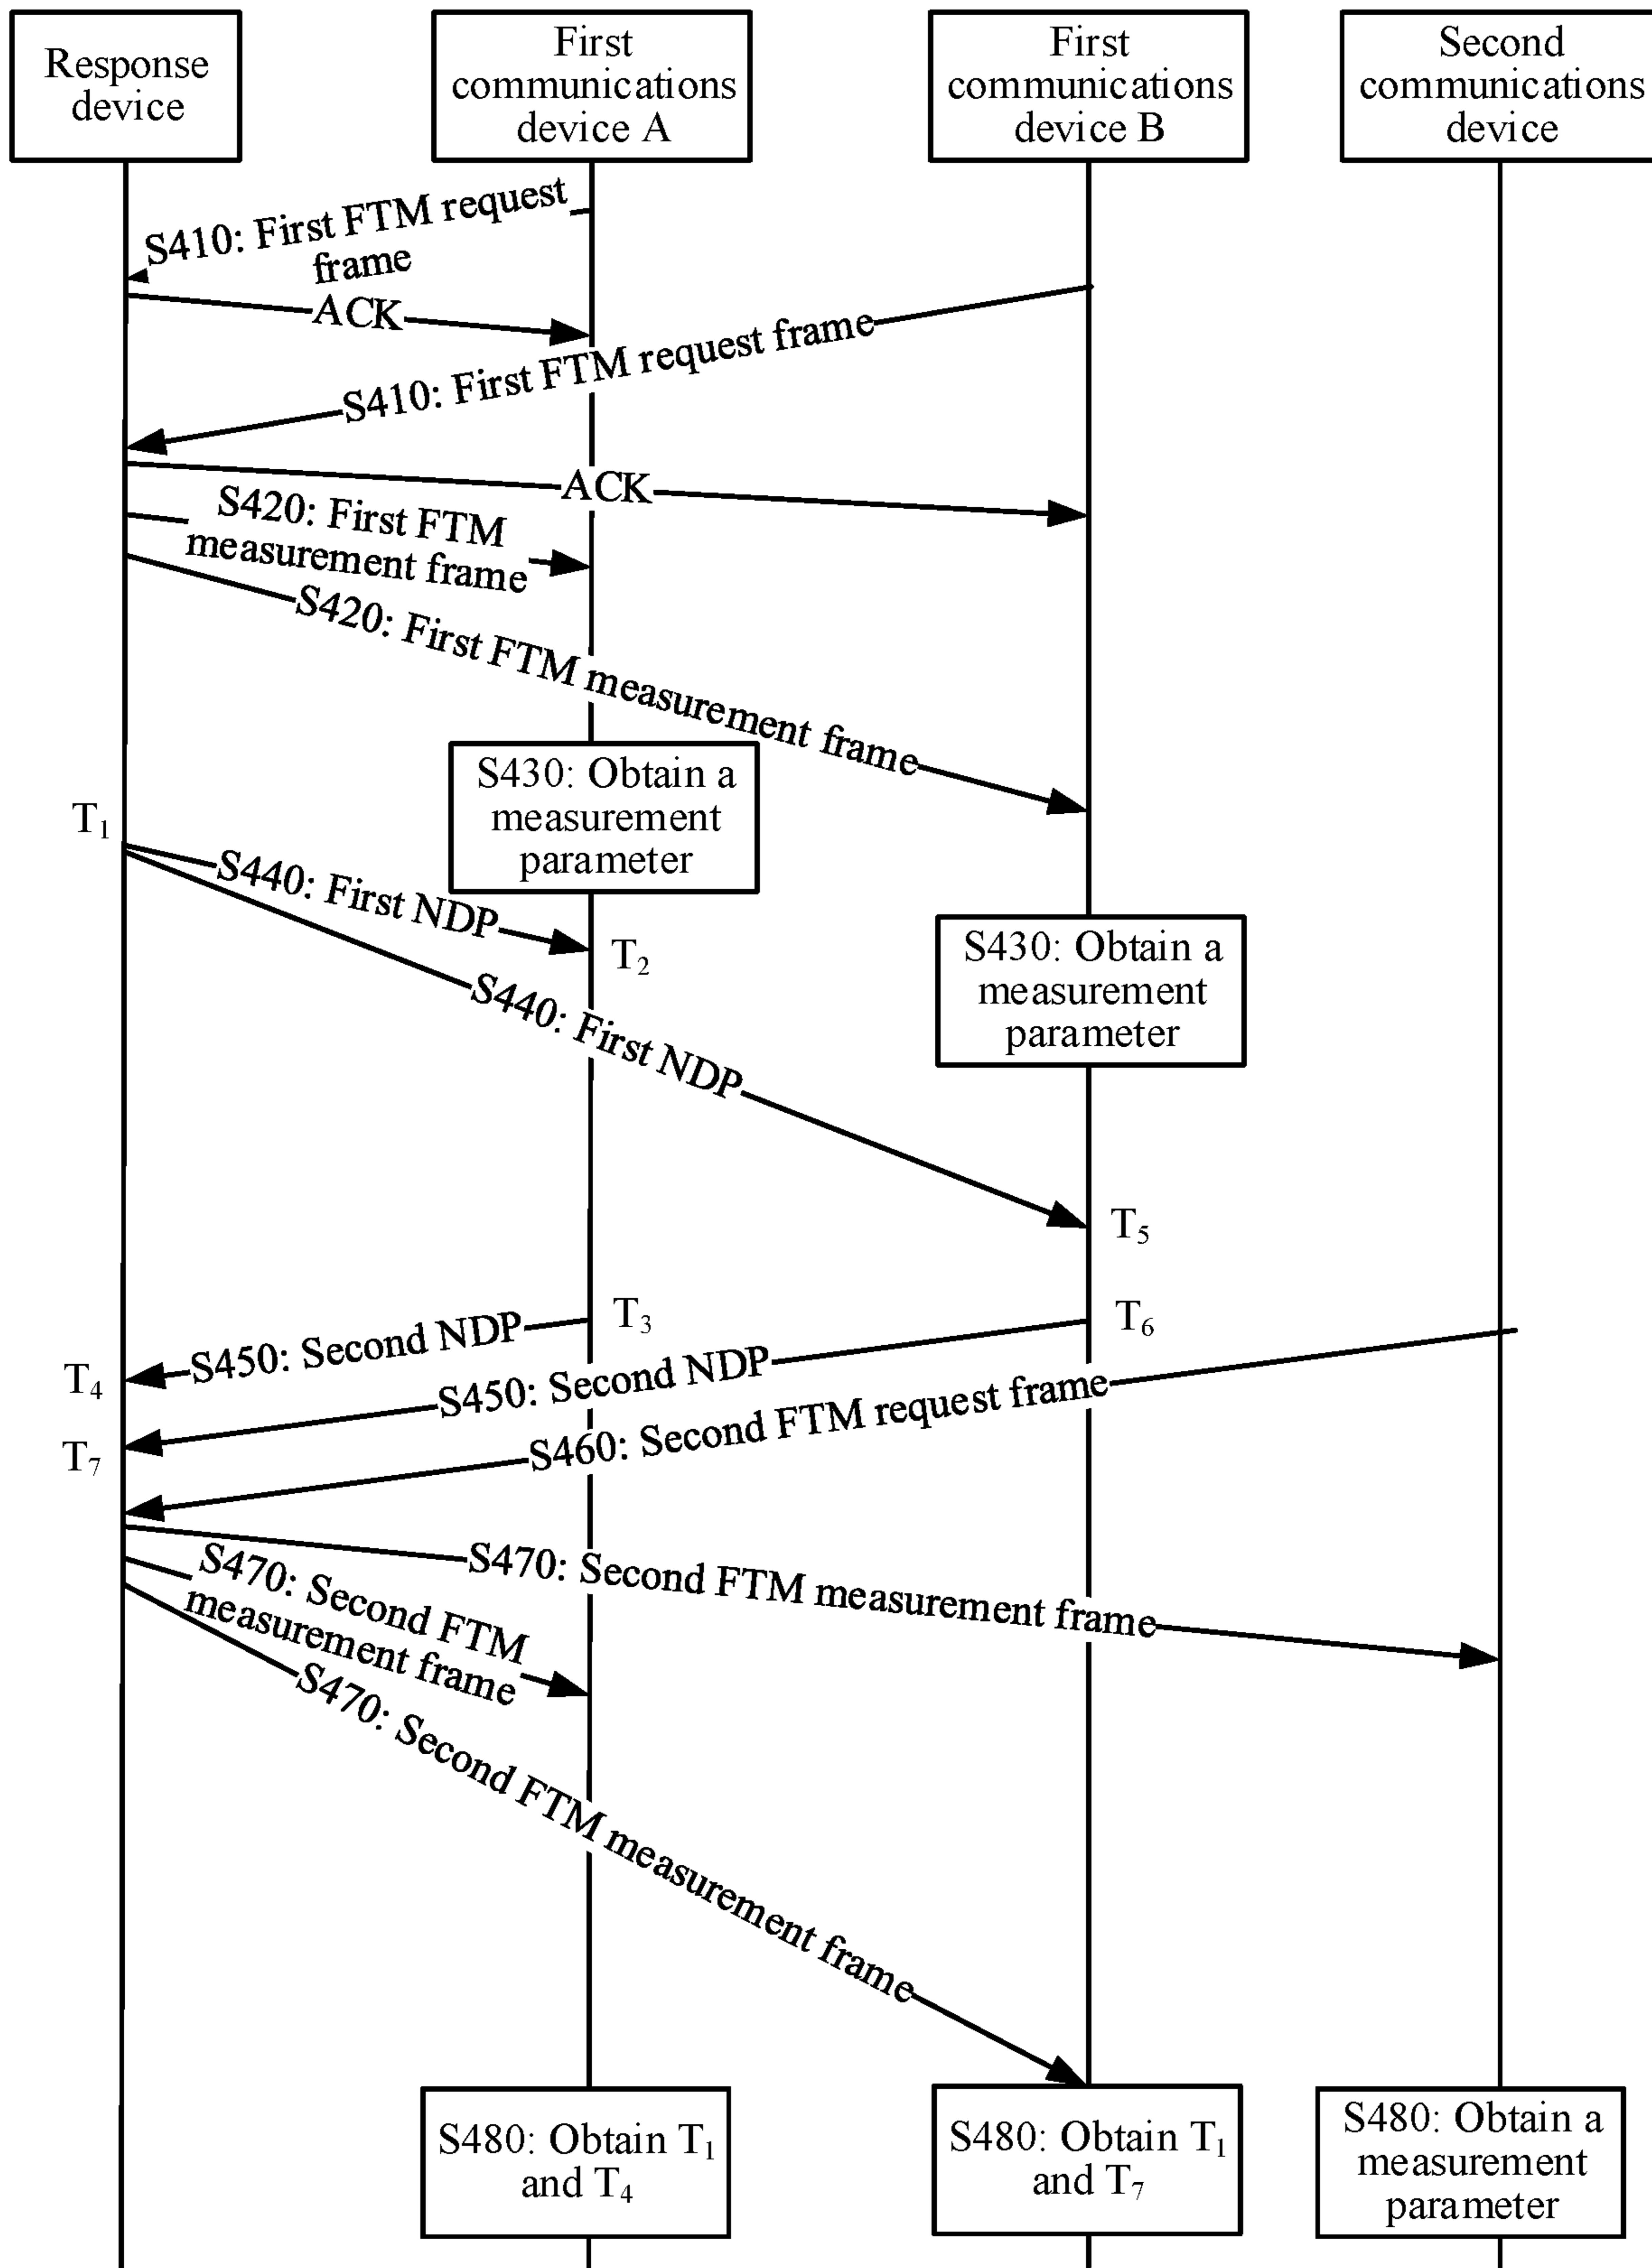 Response
device
First
communications
device A
First
communications
device B
Second
communications
device
S410: First FTM request
frame
ACK
S410: First FTM request frame
ACK
S420: First FTM
measurement frame
S420: First FTM measurement frame
S430: Obtain a
measurement
parameter
T1
S440: First NDP
T2
S430: Obtain a
measurement
parameter
S440: First NDP
T5
T3
T6
S450: Second NDP
T4
S450: Second NDP
S460: Second FTM request frame
T7
S470: Second FTM measurement frame
S470: Second FTM
measurement frame
S470: Second FTM measurement frame
S480: Obtain T1
and T4
S480: Obtain T1
and T7
S480: Obtain a
measurement
parameter